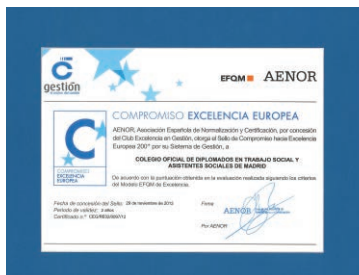 gestión
EFQM AENOR
COMPROMISO EXCELENCIA EUROPEA
AENOR, Asociación Española de Normalización y Certificación, por concesión
del Club Excelencia en Gestión, otorga el Sello de Compromiso hacia Excelencia
Europea 200+ por su Sistema de Gestión, a
COLEGIO OFICIAL DE DIPLOMADOS EN TRABAJO SOCIAL Y
ASISTENTES SOCIALES DE MADRID
COMPROMISO
EXCELENCIA
EUROPEA
De acuerdo con la puntuación obtenida en la evaluación realizada siguiendo los criterios
del Modelo EFQM de Excelencia.
Fecha de concesión del Sello: de noviembre de
Periodo de validez: años
Certificado n.º
Firma
AENOR
Por AENOR